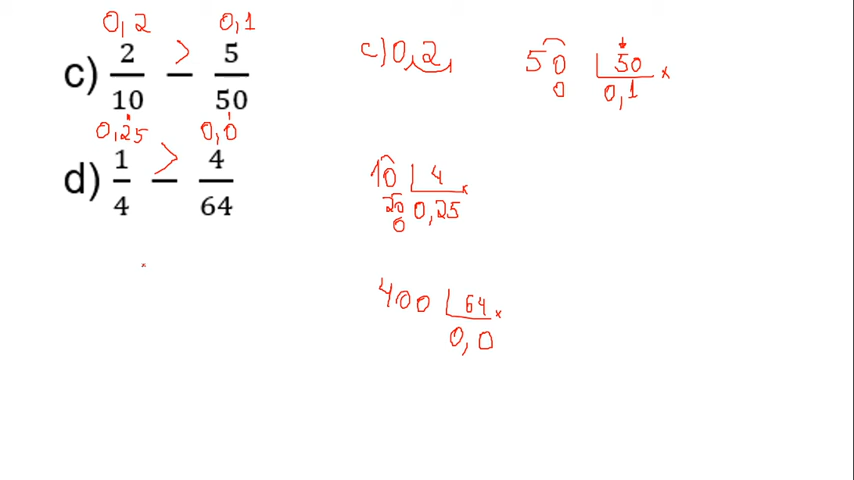 0,2 > 0,1
c) 2/10 — 5/50
0,25 > 0,0
d) 1/4 — 4/64
c) 0,2
50 |50
0 0,1
10 |4
20 0,25
0
400 |64
0,0